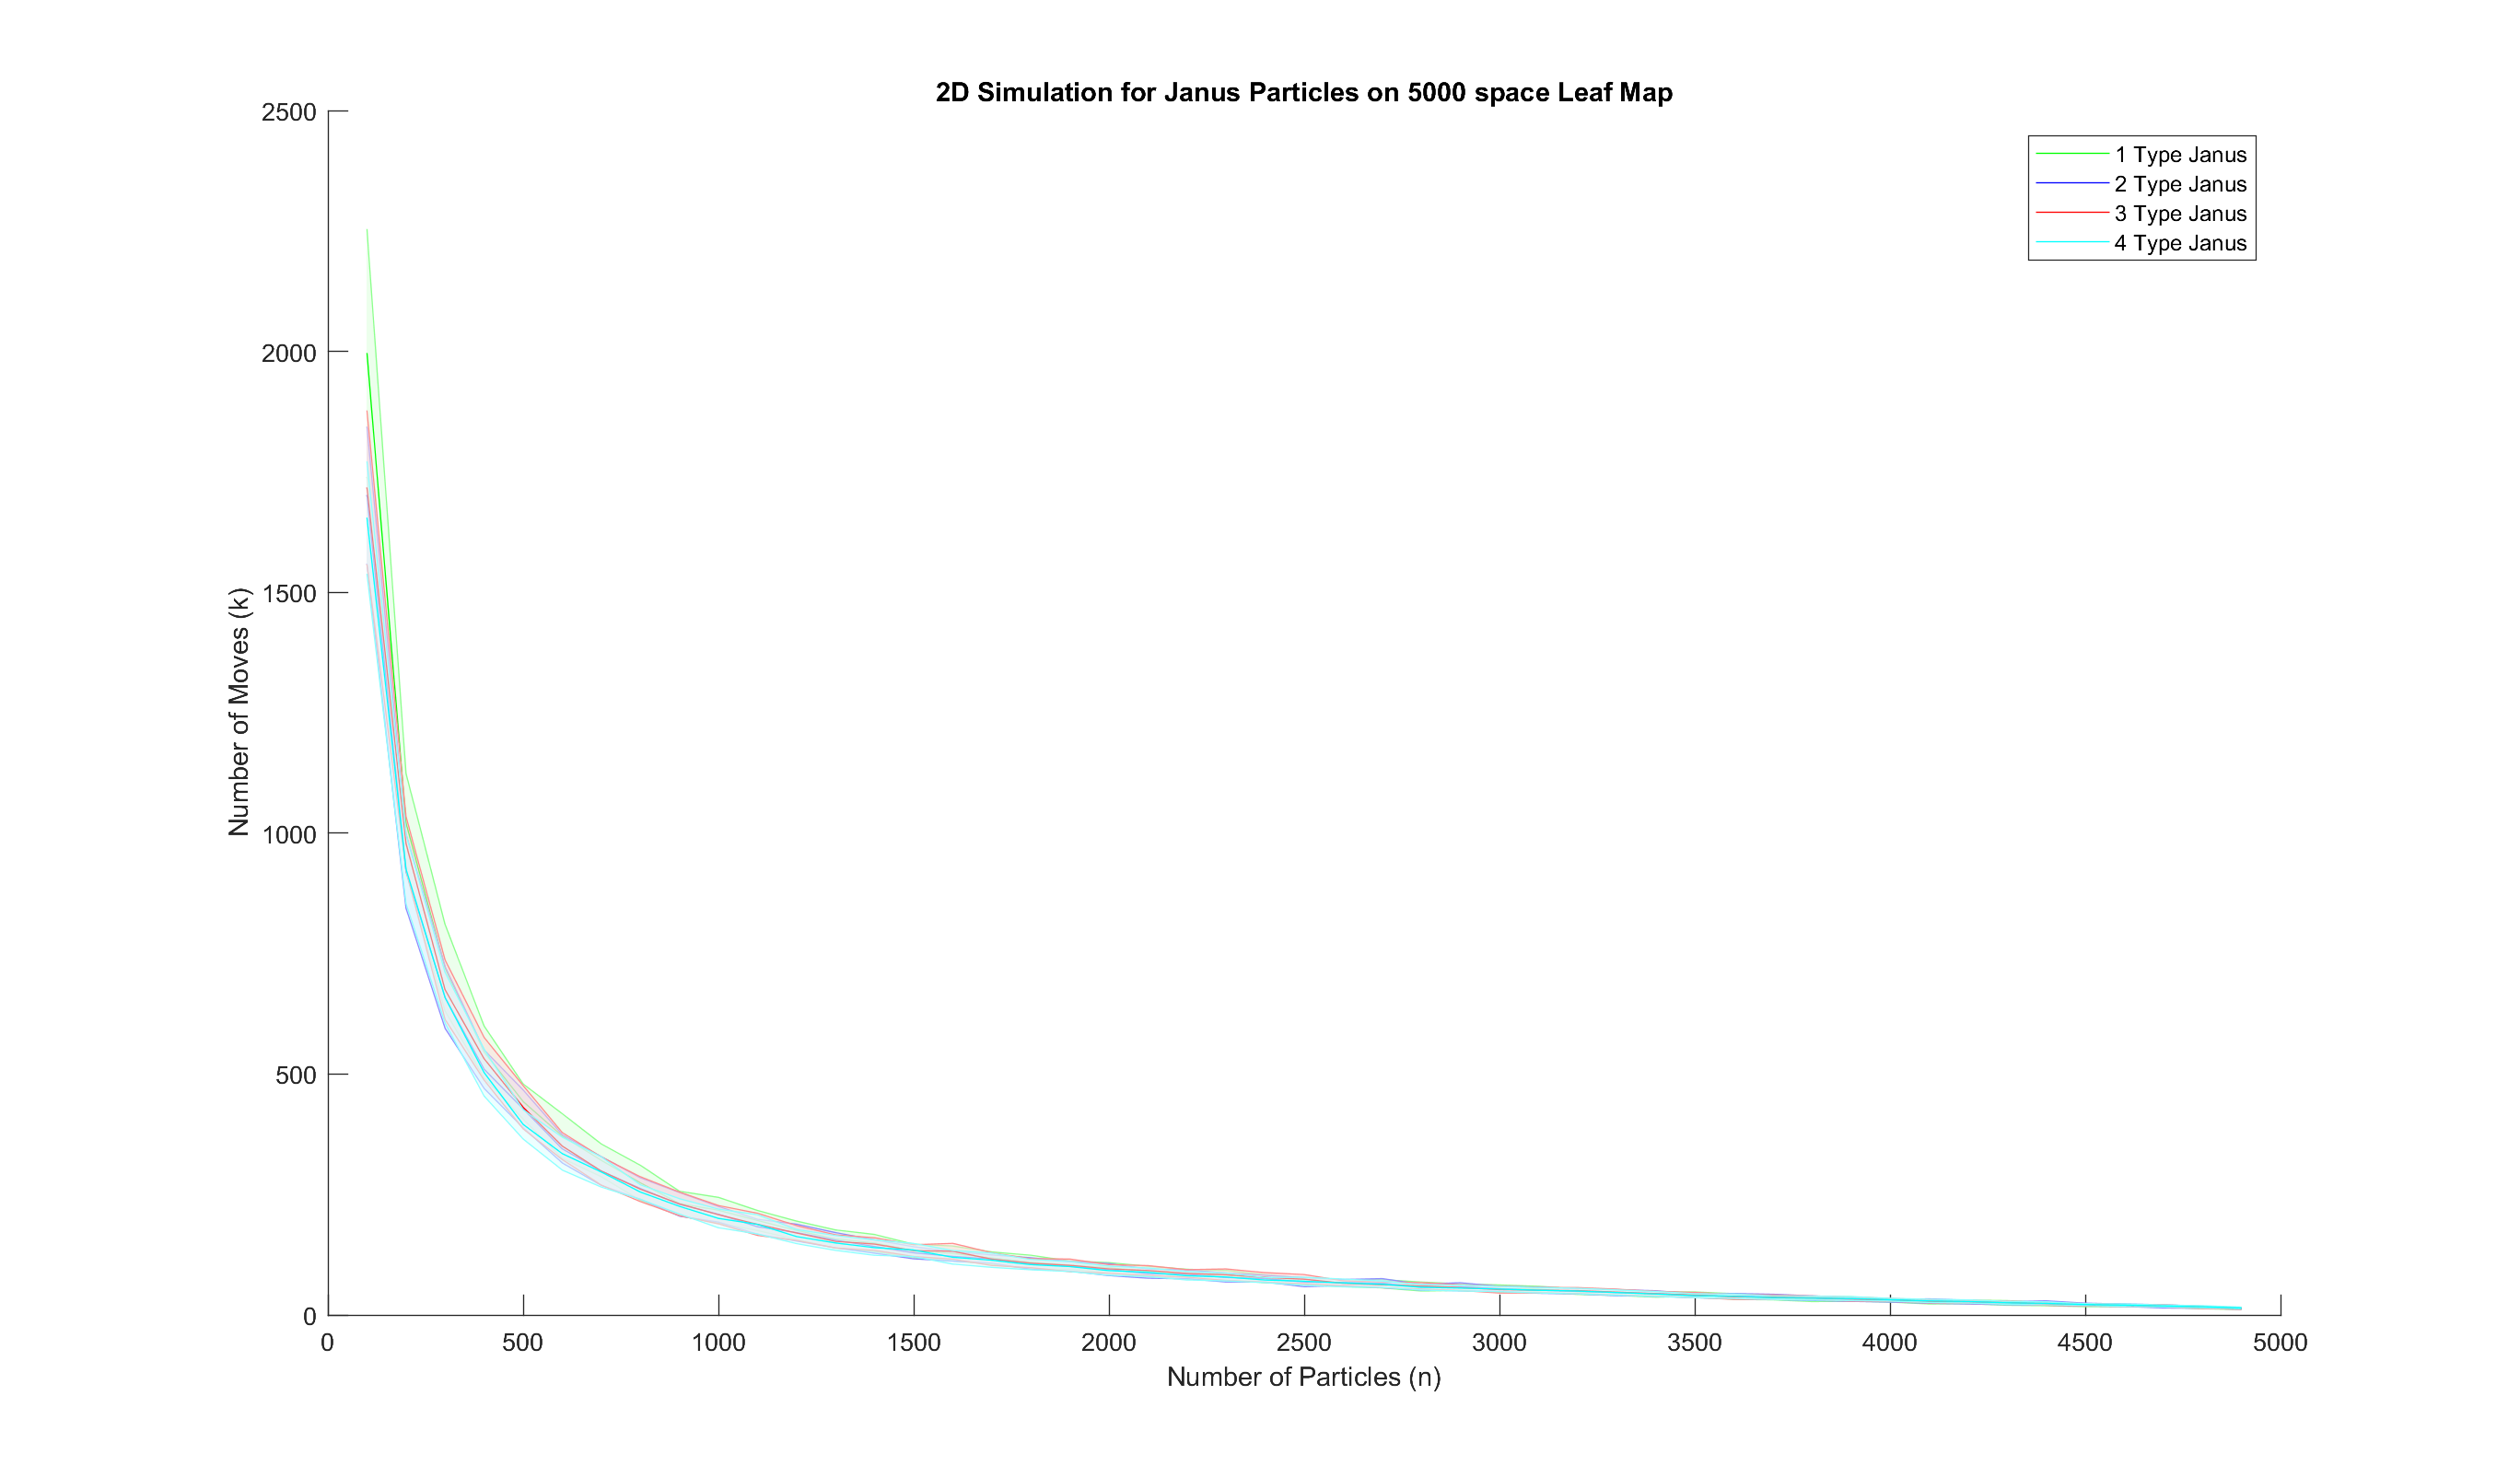 2D Simulation for Janus Particles on 5000 space Leaf Map
2500
2000
1500
1000
500
0
Number of Moves (k)
1 Type Janus
2 Type Janus
3 Type Janus
4 Type Janus
0 500 1000 1500 2000 2500 3000 3500 4000 4500 5000
Number of Particles (n)